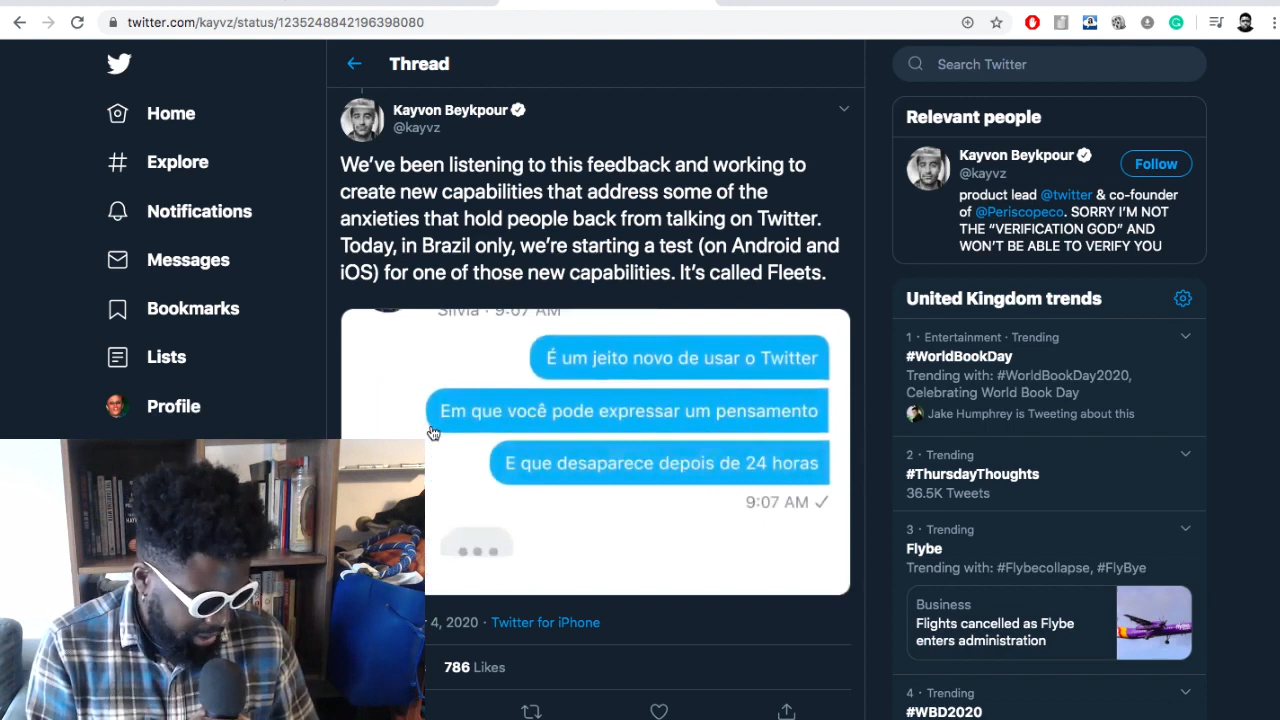 twitter.com/kayvz/status/1235248842196398080
Home
Explore
Notifications
Messages
Bookmarks
Lists
Profile
Thread
Kayvon Beykpour
@kayvz
We’ve been listening to this feedback and working to
create new capabilities that address some of the
anxieties that hold people back from talking on Twitter.
Today, in Brazil only, we’re starting a test (on Android and
iOS) for one of those new capabilities. It’s called Fleets.
Silvia · 9:07 AM
É um jeito novo de usar o Twitter
Em que você pode expressar um pensamento
E que desaparece depois de 24 horas
9:07 AM ✓
4, 2020 · Twitter for iPhone
786 Likes
Search Twitter
Relevant people
Kayvon Beykpour
@kayvz
Follow
product lead @twitter & co-founder
of @Periscopeco. SORRY I’M NOT
THE “VERIFICATION GOD” AND
WON’T BE ABLE TO VERIFY YOU
United Kingdom trends
1 · Entertainment · Trending
#WorldBookDay
Trending with: #WorldBookDay2020,
Celebrating World Book Day
Jake Humphrey is Tweeting about this
2 · Trending
#ThursdayThoughts
36.5K Tweets
3 · Trending
Flybe
Trending with: #Flybecollapse, #FlyBye
Business
Flights cancelled as Flybe
enters administration
4 · Trending
#WBD2020